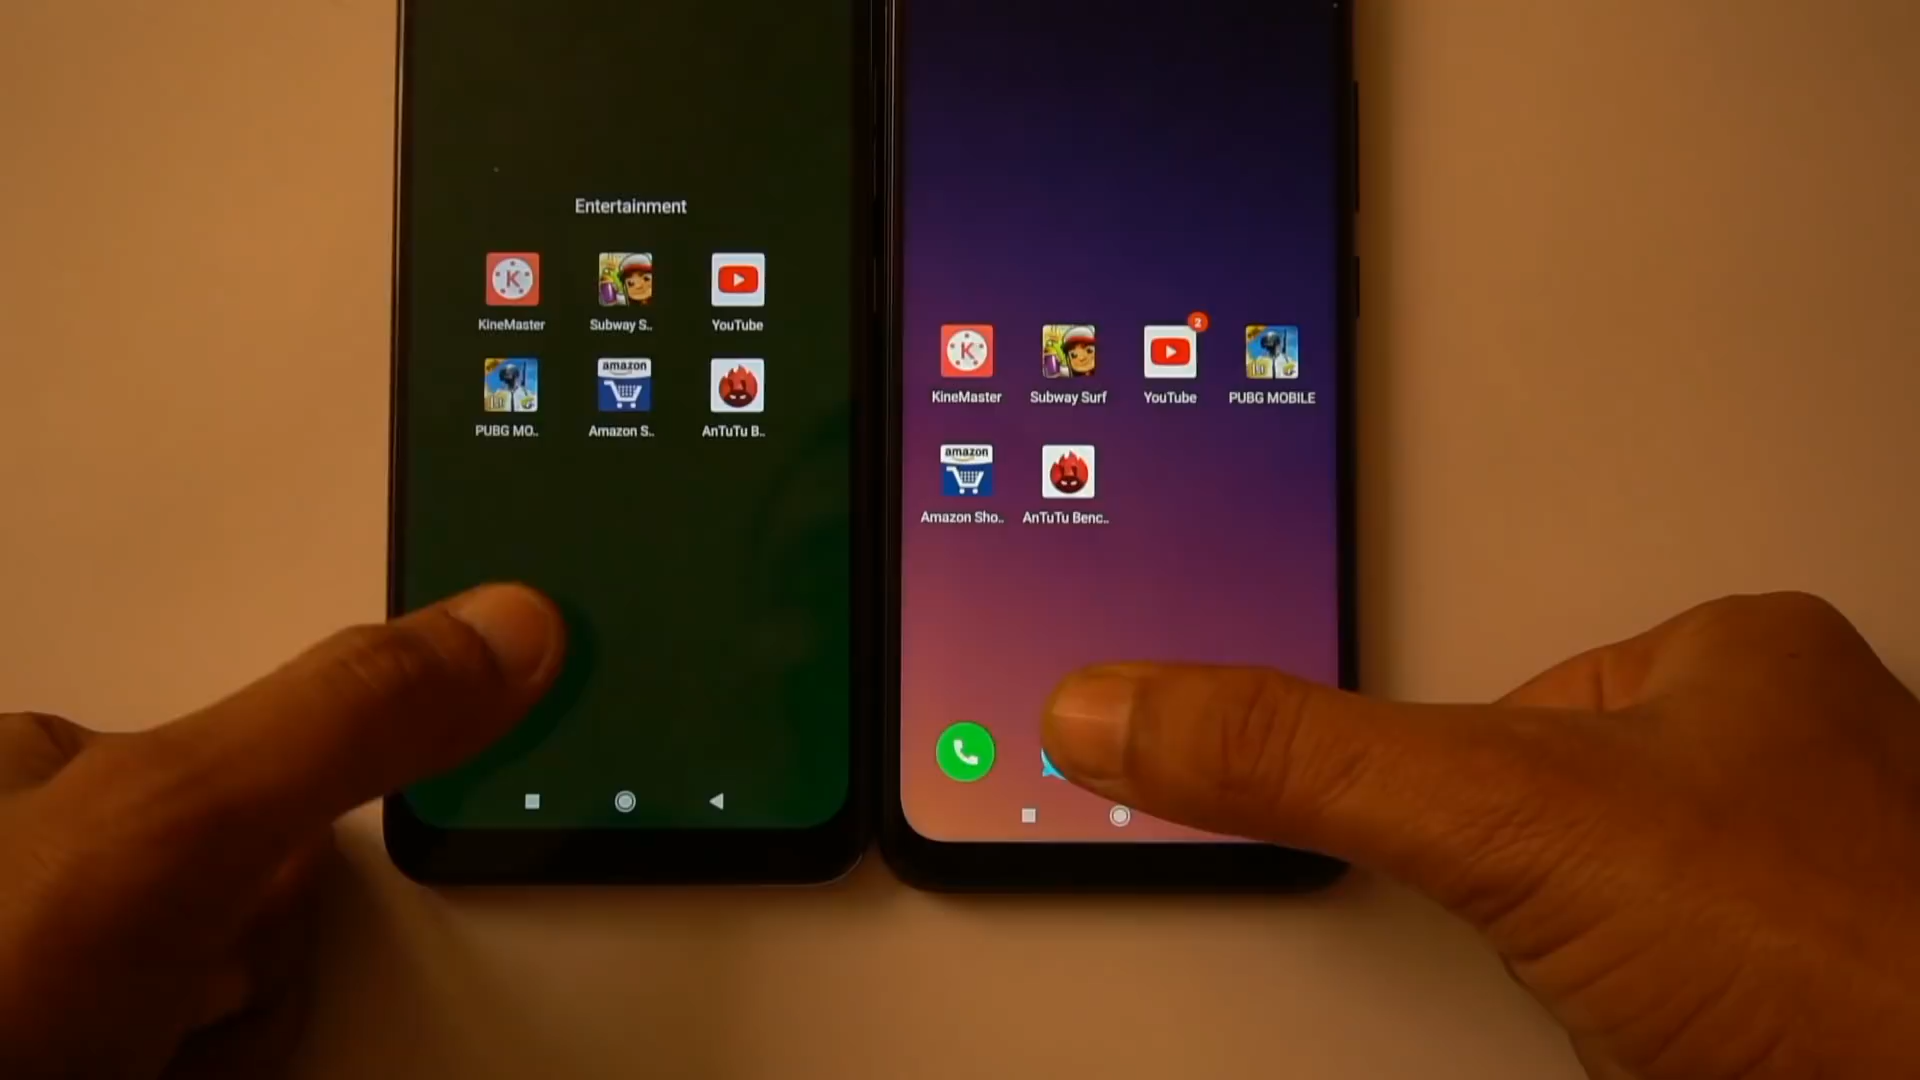 Entertainment
K
KineMaster
Subway S..
YouTube
amazon
PUBG MO..
Amazon S..
AnTuTu B..
2
K
KineMaster
Subway Surf
YouTube
PUBG MOBILE
amazon
Amazon Sho..
AnTuTu Benc..